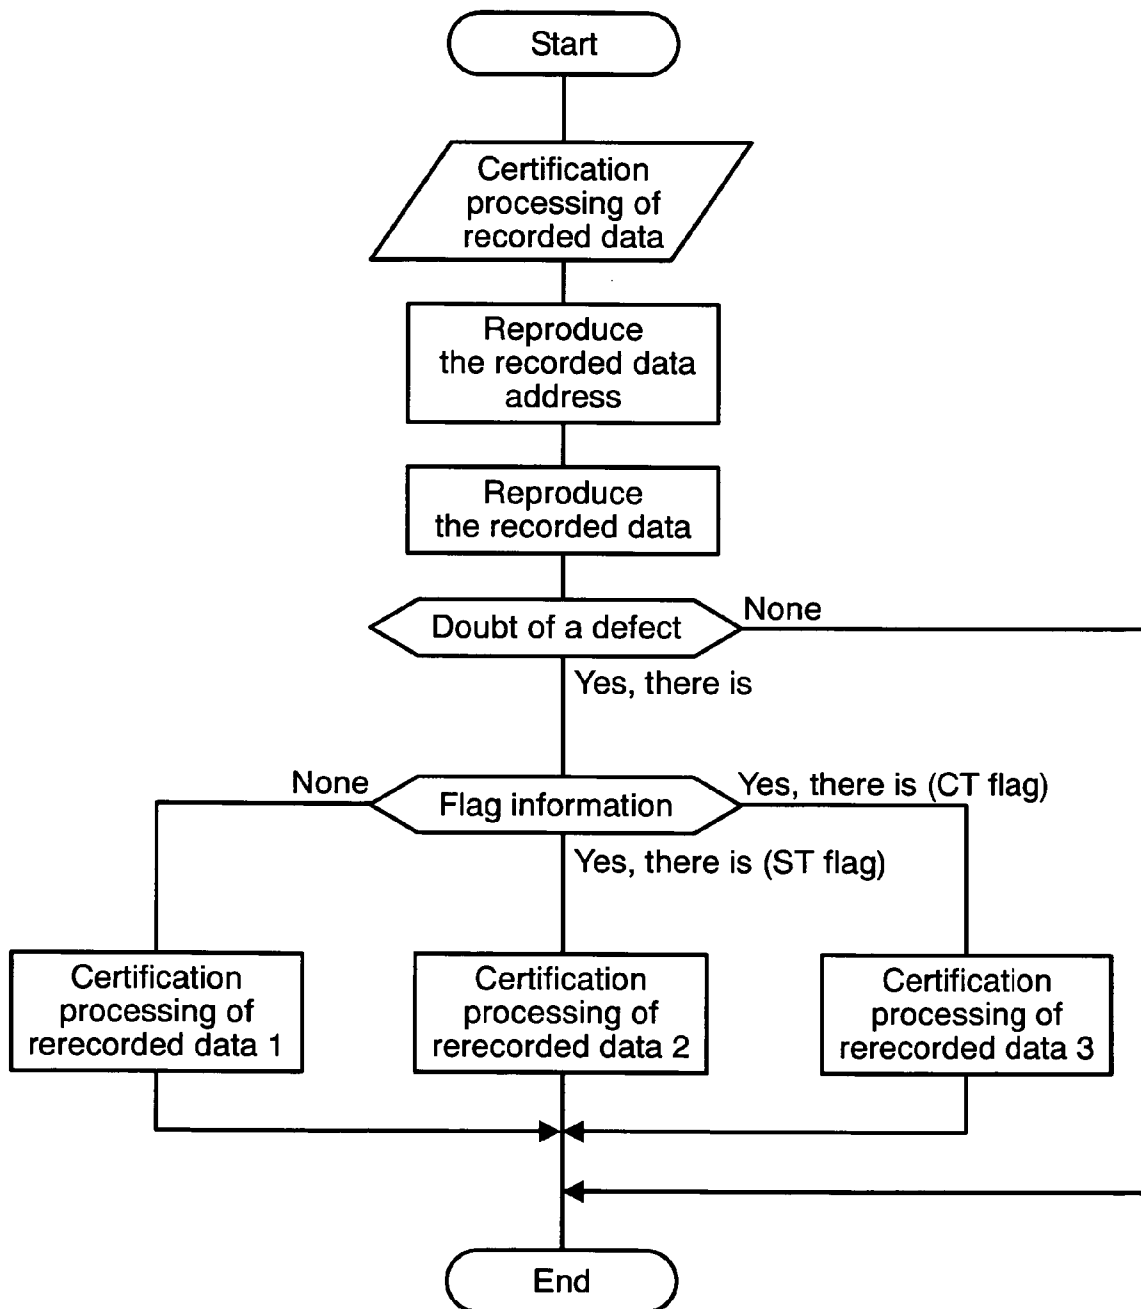 Start
Certification
processing of
recorded data
Reproduce
the recorded data
address
Reproduce
the recorded data
Doubt of a defect
None
Yes, there is
None
Flag information
Yes, there is (CT flag)
Yes, there is (ST flag)
Certification
processing of
rerecorded data 1
Certification
processing of
rerecorded data 2
Certification
processing of
rerecorded data 3
End